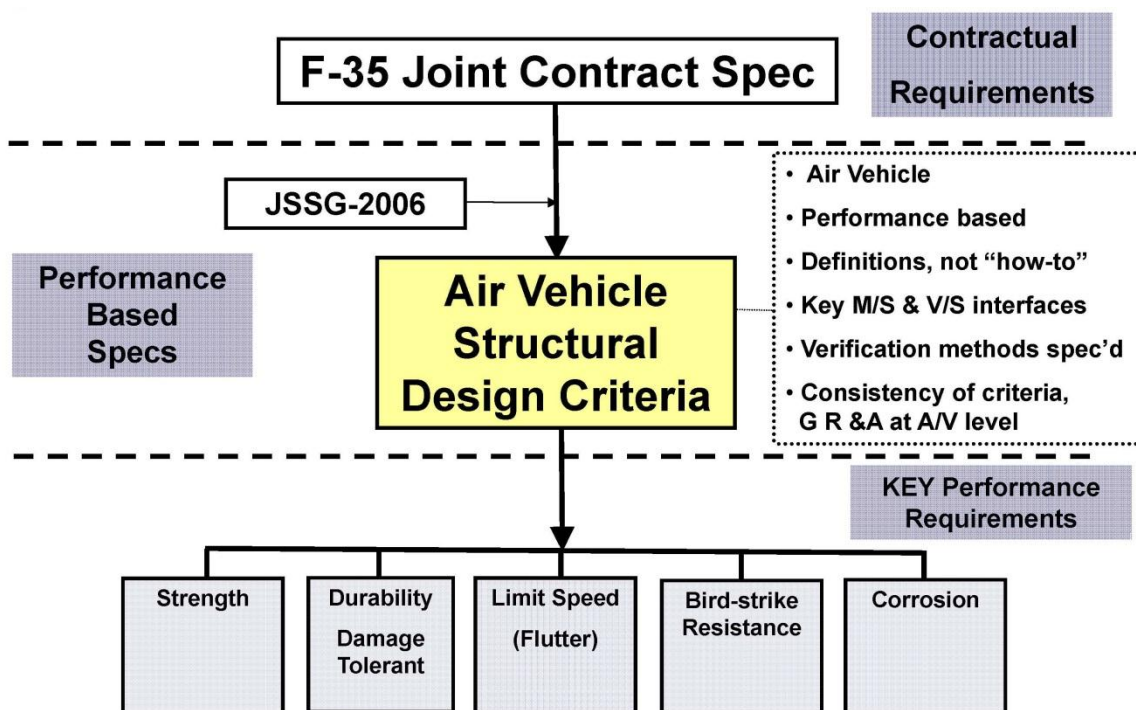 F-35 Joint Contract Spec
Contractual
Requirements
JSSG-2006
Performance
Based
Specs
Air Vehicle
Structural
Design Criteria
• Air Vehicle
• Performance based
• Definitions, not “how-to”
• Key M/S & V/S interfaces
• Verification methods spec’d
• Consistency of criteria,
G R &A at A/V level
KEY Performance
Requirements
Strength
Durability
Damage
Tolerant
Limit Speed
(Flutter)
Bird-strike
Resistance
Corrosion